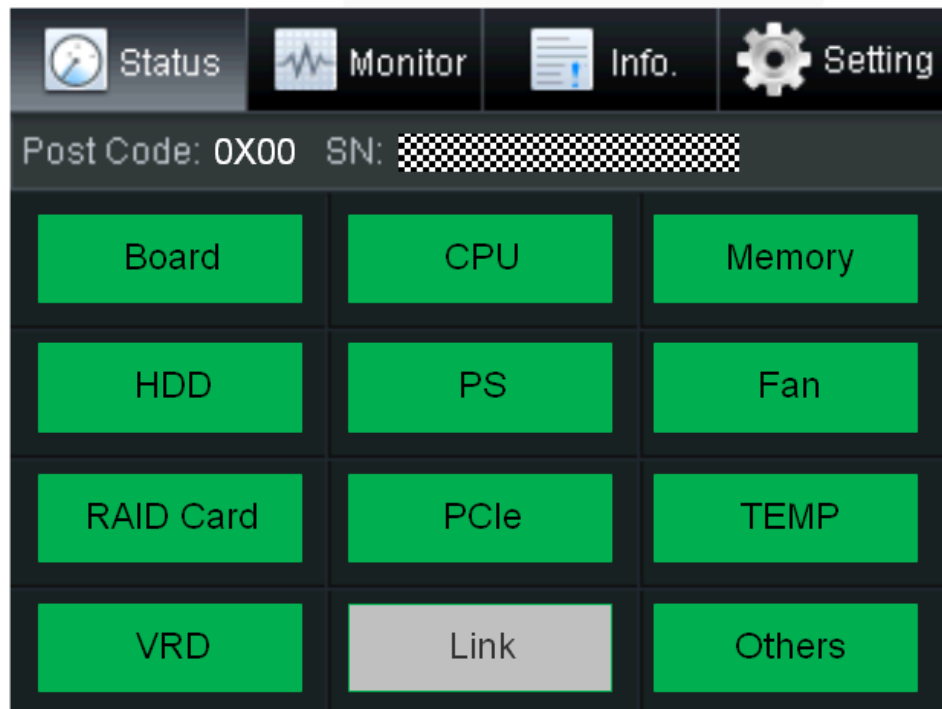 Status Monitor Info. Setting
Post Code: 0X00 SN:
Board CPU Memory
HDD PS Fan
RAID Card PCIe TEMP
VRD Link Others